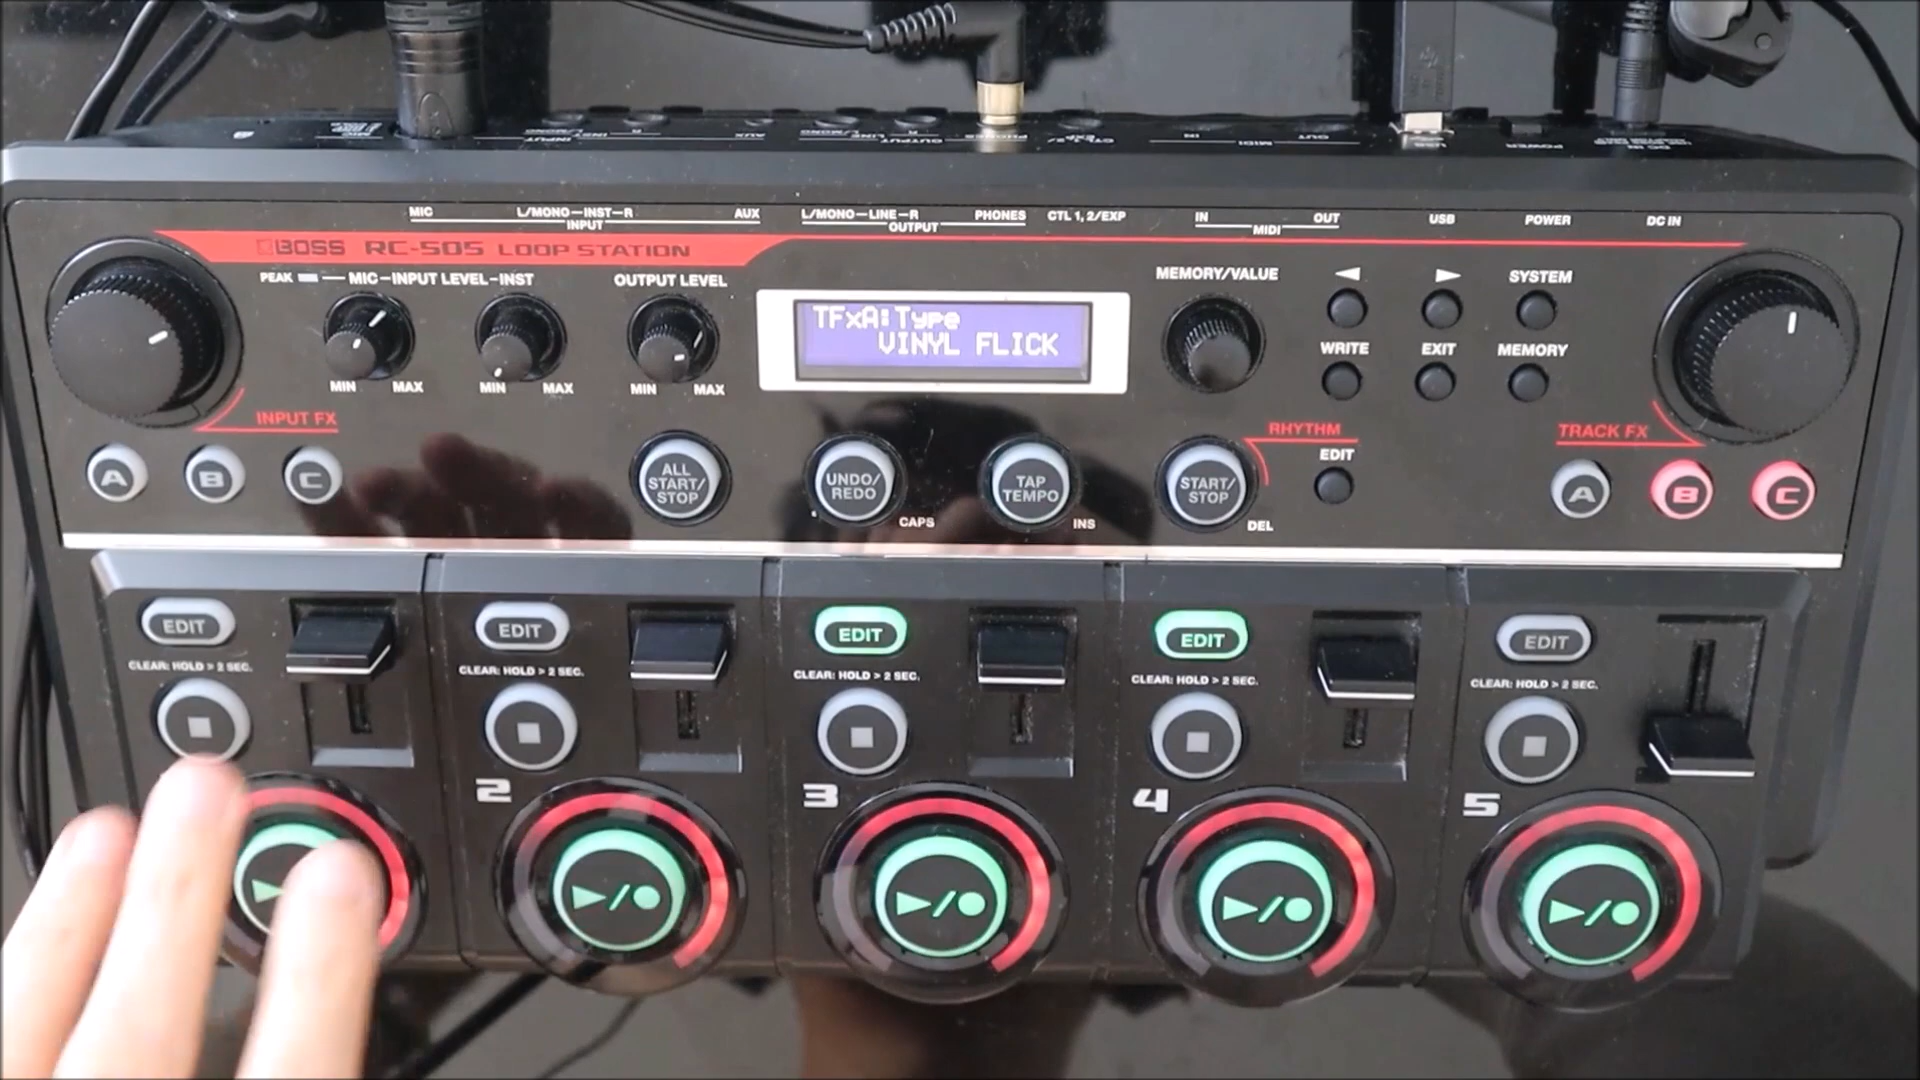 MIC L/MONO—INST—R AUX L/MONO—LINE—R PHONES CTL 1, 2/EXP IN OUT USB POWER DC IN
INPUT OUTPUT MIDI
BOSS RC-505 LOOP STATION
PEAK MIC—INPUT LEVEL—INST OUTPUT LEVEL MEMORY/VALUE ◀ ▶ SYSTEM
TFxA:Type
VINYL FLICK
WRITE EXIT MEMORY
MIN MAX MIN MAX MIN MAX
INPUT FX RHYTHM TRACK FX
EDIT
A B C
ALL
START/
STOP
UNDO/
REDO
TAP
TEMPO
START/
STOP
A B C
CAPS INS DEL
EDIT EDIT EDIT EDIT EDIT
CLEAR: HOLD > 2 SEC. CLEAR: HOLD > 2 SEC. CLEAR: HOLD > 2 SEC. CLEAR: HOLD > 2 SEC. CLEAR: HOLD > 2 SEC.
2 3 4 5